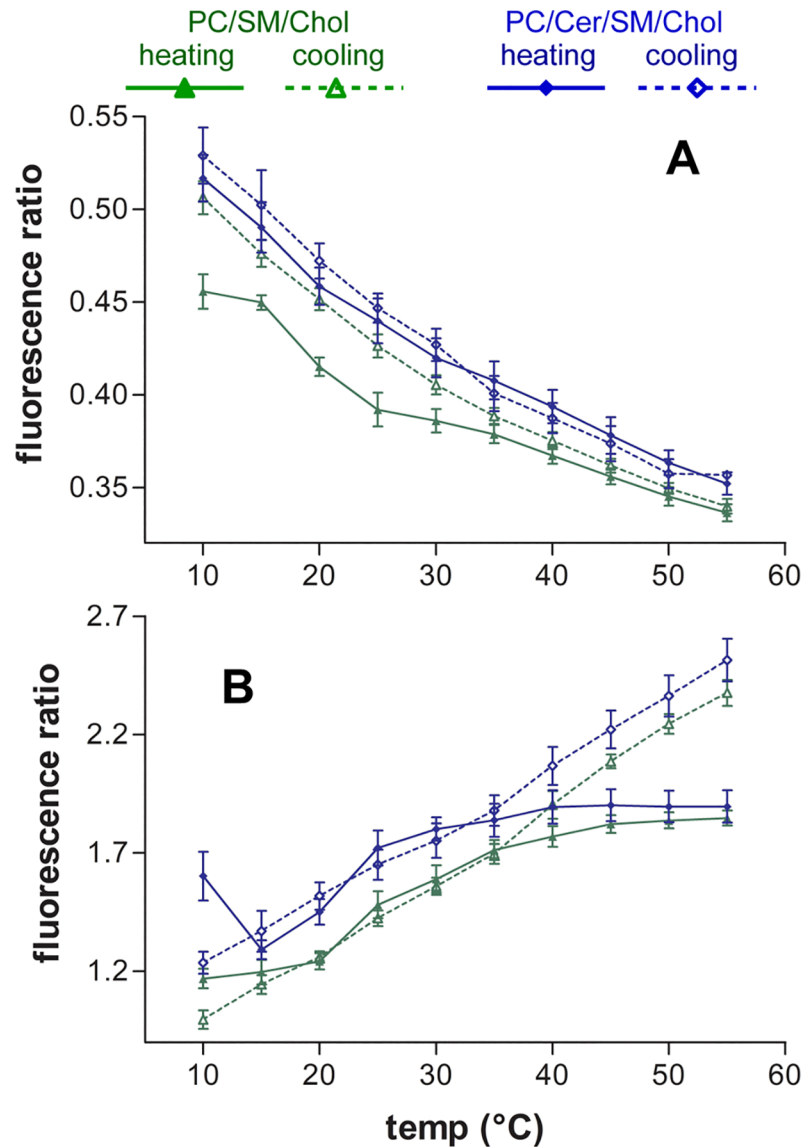 PC/SM/Chol PC/Cer/SM/Chol
heating cooling heating cooling
A
fluorescence ratio
0.55
0.50
0.45
0.40
0.35
10 20 30 40 50 60
B
fluorescence ratio
2.7
2.2
1.7
1.2
10 20 30 40 50 60
temp (°C)